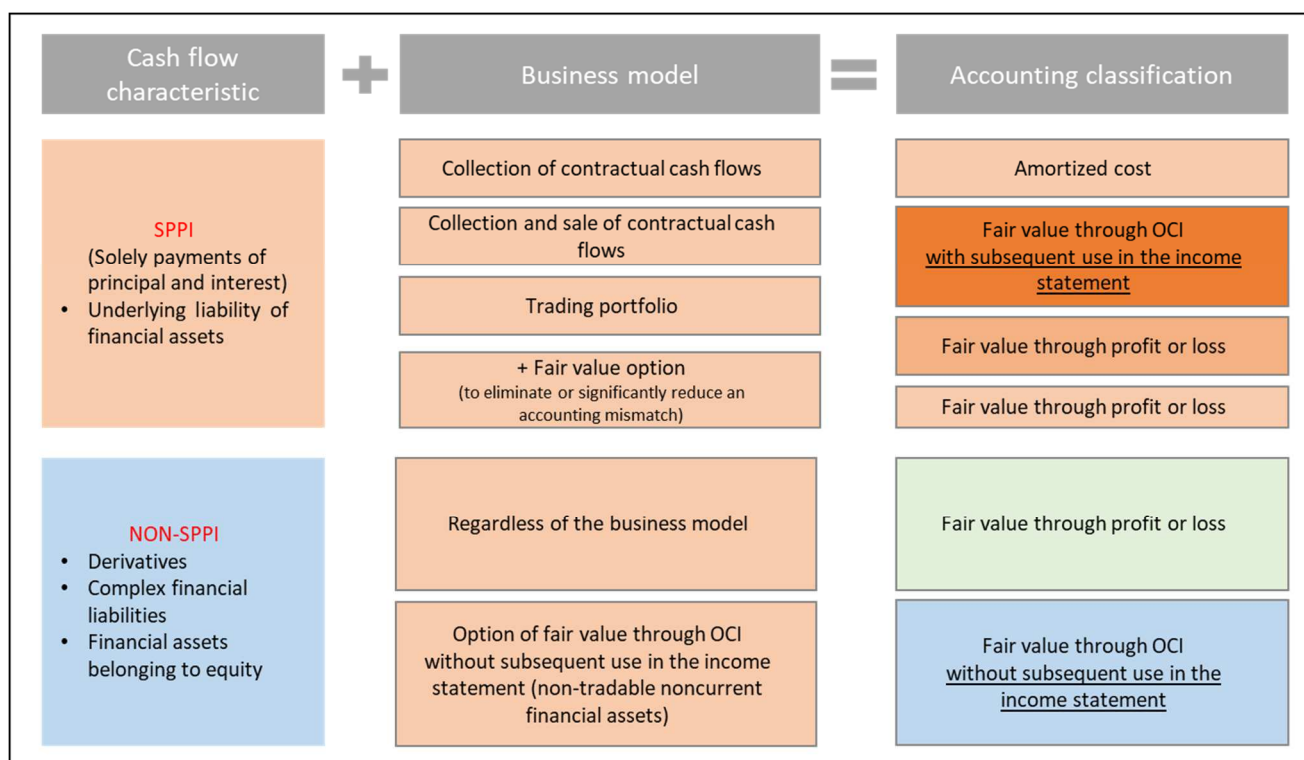 Cash flow
characteristic
+
Business model
=
Accounting classification
SPPI
(Solely payments of
principal and interest)
• Underlying liability of
financial assets
Collection of contractual cash flows
Collection and sale of contractual cash
flows
Trading portfolio
+ Fair value option
(to eliminate or significantly reduce an
accounting mismatch)
Amortized cost
Fair value through OCI
with subsequent use in the income
statement
Fair value through profit or loss
Fair value through profit or loss
NON-SPPI
• Derivatives
• Complex financial
liabilities
• Financial assets
belonging to equity
Regardless of the business model
Option of fair value through OCI
without subsequent use in the income
statement (non-tradable noncurrent
financial assets)
Fair value through profit or loss
Fair value through OCI
without subsequent use in the
income statement